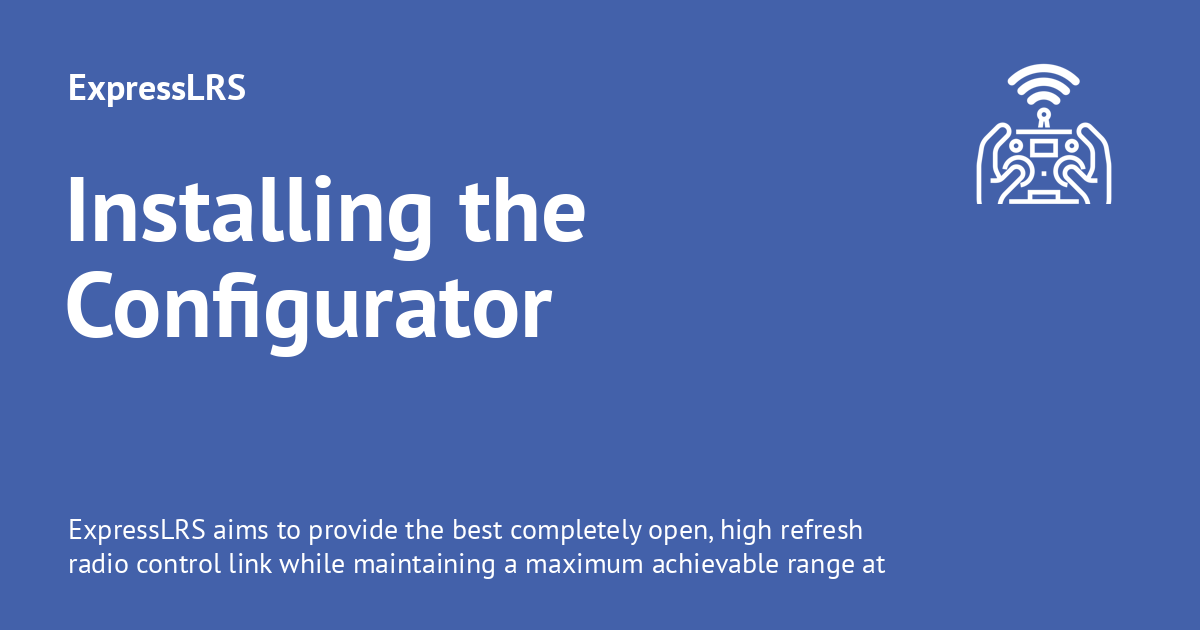 ExpressLRS
Installing the
Configurator
ExpressLRS aims to provide the best completely open, high refresh
radio control link while maintaining a maximum achievable range at